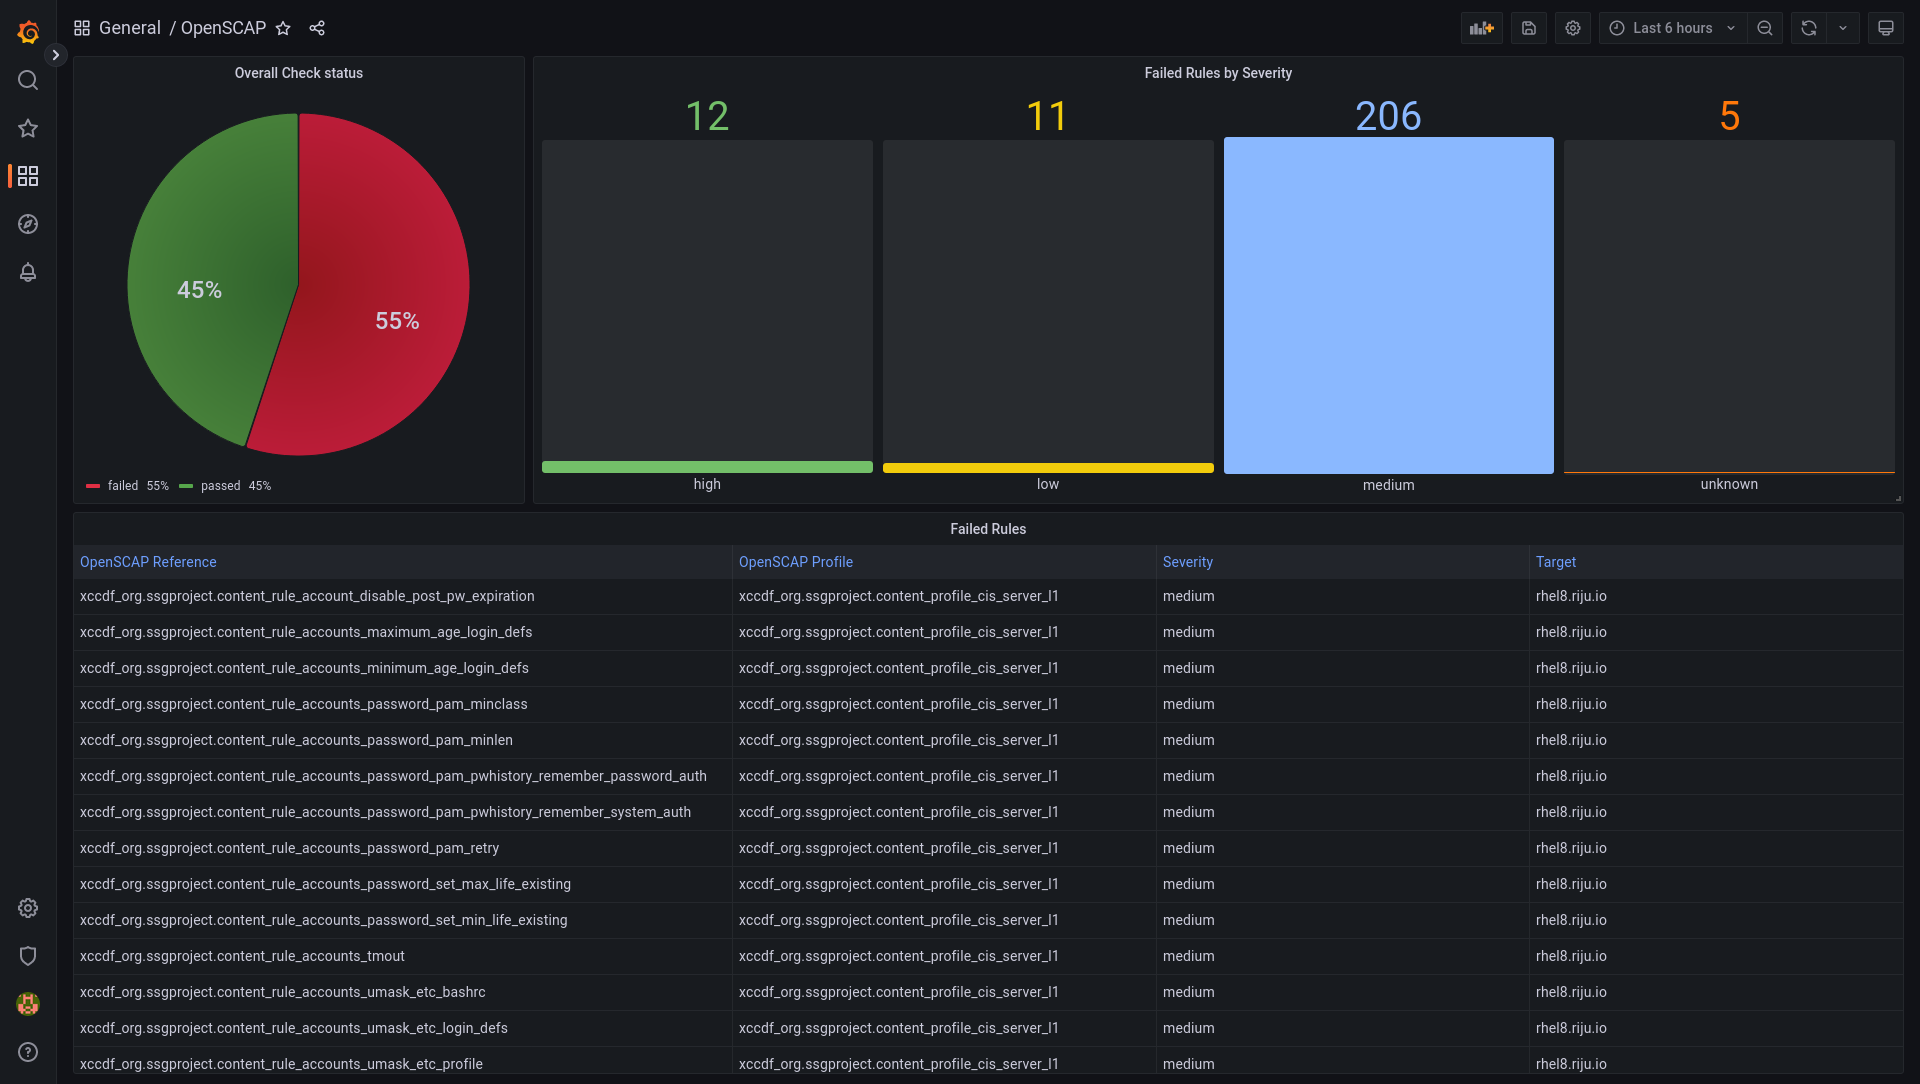 General / OpenSCAP
Last 6 hours
Overall Check status
45%
55%
failed 55% passed 45%
Failed Rules by Severity
12 11 206 5
high low medium unknown
Failed Rules
OpenSCAP Reference OpenSCAP Profile Severity Target
xccdf_org.ssgproject.content_rule_account_disable_post_pw_expiration xccdf_org.ssgproject.content_profile_cis_server_l1 medium rhel8.riju.io
xccdf_org.ssgproject.content_rule_accounts_maximum_age_login_defs xccdf_org.ssgproject.content_profile_cis_server_l1 medium rhel8.riju.io
xccdf_org.ssgproject.content_rule_accounts_minimum_age_login_defs xccdf_org.ssgproject.content_profile_cis_server_l1 medium rhel8.riju.io
xccdf_org.ssgproject.content_rule_accounts_password_pam_minclass xccdf_org.ssgproject.content_profile_cis_server_l1 medium rhel8.riju.io
xccdf_org.ssgproject.content_rule_accounts_password_pam_minlen xccdf_org.ssgproject.content_profile_cis_server_l1 medium rhel8.riju.io
xccdf_org.ssgproject.content_rule_accounts_password_pam_pwhistory_remember_password_auth xccdf_org.ssgproject.content_profile_cis_server_l1 medium rhel8.riju.io
xccdf_org.ssgproject.content_rule_accounts_password_pam_pwhistory_remember_system_auth xccdf_org.ssgproject.content_profile_cis_server_l1 medium rhel8.riju.io
xccdf_org.ssgproject.content_rule_accounts_password_pam_retry xccdf_org.ssgproject.content_profile_cis_server_l1 medium rhel8.riju.io
xccdf_org.ssgproject.content_rule_accounts_password_set_max_life_existing xccdf_org.ssgproject.content_profile_cis_server_l1 medium rhel8.riju.io
xccdf_org.ssgproject.content_rule_accounts_password_set_min_life_existing xccdf_org.ssgproject.content_profile_cis_server_l1 medium rhel8.riju.io
xccdf_org.ssgproject.content_rule_accounts_tmout xccdf_org.ssgproject.content_profile_cis_server_l1 medium rhel8.riju.io
xccdf_org.ssgproject.content_rule_accounts_umask_etc_bashrc xccdf_org.ssgproject.content_profile_cis_server_l1 medium rhel8.riju.io
xccdf_org.ssgproject.content_rule_accounts_umask_etc_login_defs xccdf_org.ssgproject.content_profile_cis_server_l1 medium rhel8.riju.io
xccdf_org.ssgproject.content_rule_accounts_umask_etc_profile xccdf_org.ssgproject.content_profile_cis_server_l1 medium rhel8.riju.io